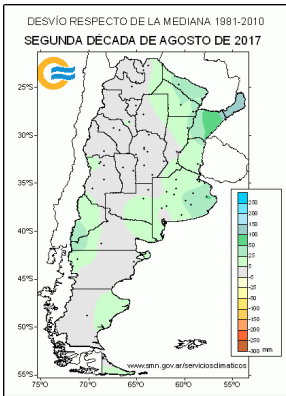 DESVÍO RESPECTO DE LA MEDIANA 1981-2010
SEGUNDA DÉCADA DE AGOSTO DE 2017
25°S
30°S
35°S
40°S
45°S
50°S
55°S
250
200
150
100
50
25
5
-5
-25
-50
-100
-150
-200
-250
-300 mm
www.smn.gov.ar/serviciosclimaticos
75°O 70°O 65°O 60°O 55°O